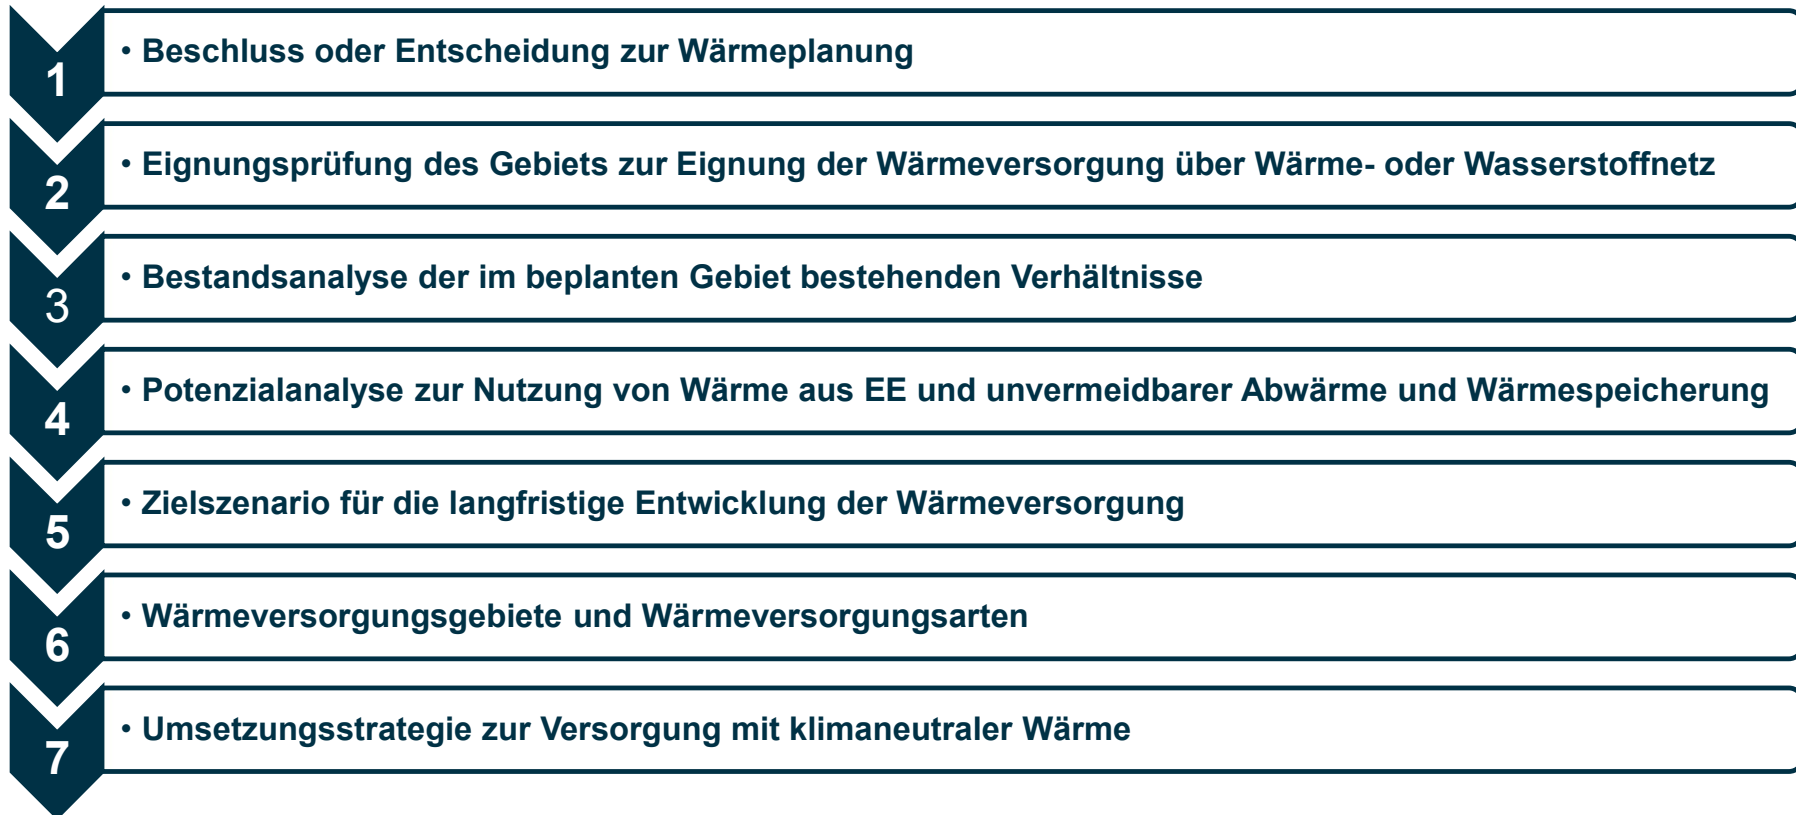 1
• Beschluss oder Entscheidung zur Wärmeplanung
2
• Eignungsprüfung des Gebiets zur Eignung der Wärmeversorgung über Wärme- oder Wasserstoffnetz
3
• Bestandsanalyse der im beplanten Gebiet bestehenden Verhältnisse
4
• Potenzialanalyse zur Nutzung von Wärme aus EE und unvermeidbarer Abwärme und Wärmespeicherung
5
• Zielszenario für die langfristige Entwicklung der Wärmeversorgung
6
• Wärmeversorgungsgebiete und Wärmeversorgungsarten
7
• Umsetzungsstrategie zur Versorgung mit klimaneutraler Wärme